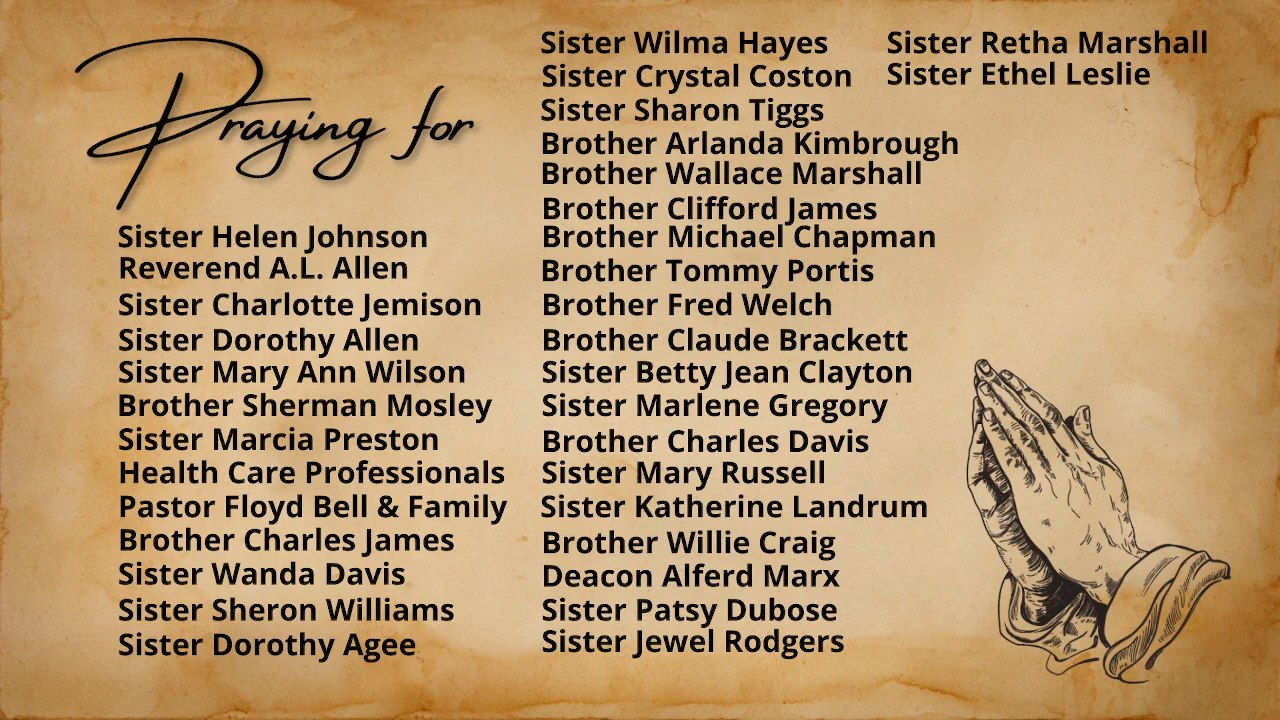 Praying for
Sister Helen Johnson
Reverend A.L. Allen
Sister Charlotte Jemison
Sister Dorothy Allen
Sister Mary Ann Wilson
Brother Sherman Mosley
Sister Marcia Preston
Health Care Professionals
Pastor Floyd Bell & Family
Brother Charles James
Sister Wanda Davis
Sister Sheron Williams
Sister Dorothy Agee
Sister Wilma Hayes
Sister Crystal Coston
Sister Sharon Tiggs
Brother Arlanda Kimbrough
Brother Wallace Marshall
Brother Clifford James
Brother Michael Chapman
Brother Tommy Portis
Brother Fred Welch
Brother Claude Brackett
Sister Betty Jean Clayton
Sister Marlene Gregory
Brother Charles Davis
Sister Mary Russell
Sister Katherine Landrum
Brother Willie Craig
Deacon Alferd Marx
Sister Patsy Dubose
Sister Jewel Rodgers
Sister Retha Marshall
Sister Ethel Leslie